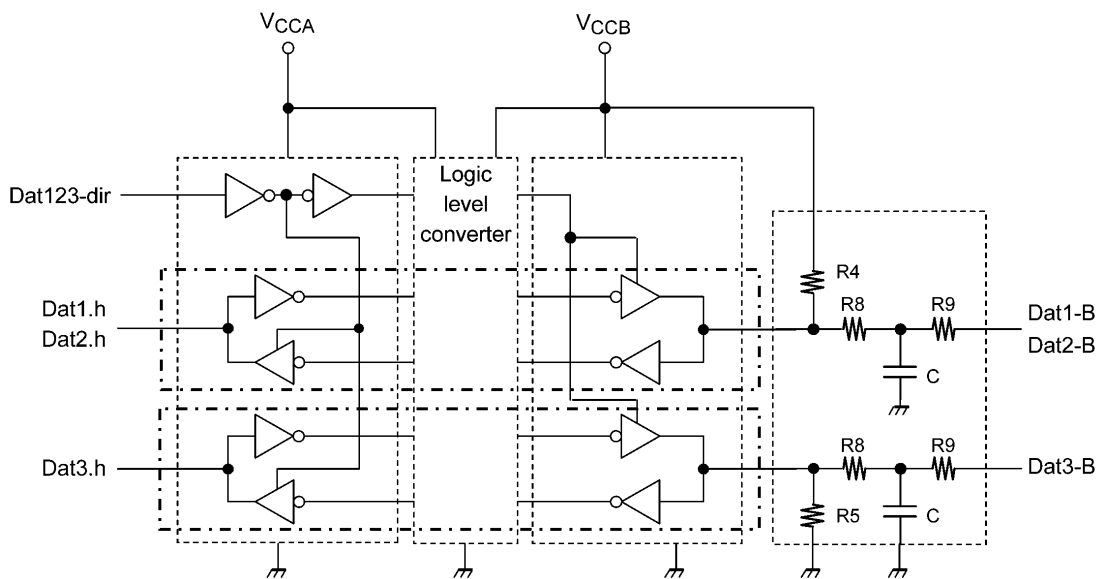 VCCA
VCCB
Dat123-dir
Logic
level
converter
R4
Dat1.h
Dat2.h
R8
R9
Dat1-B
Dat2-B
C
Dat3.h
R8
R9
Dat3-B
R5
C